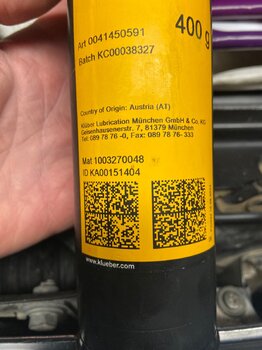 400 g
Art 0041450591
Batch KC00038327
Country of Origin: Austria (AT)
Klüber Lubrication München GmbH & Co. KG
Geisenhausenerstr. 7, 81379 München
Tel: 089 78 76 -0, Fax: 089 78 76- 333
Mat 1003270048
ID KA00151404
www.klueber.com